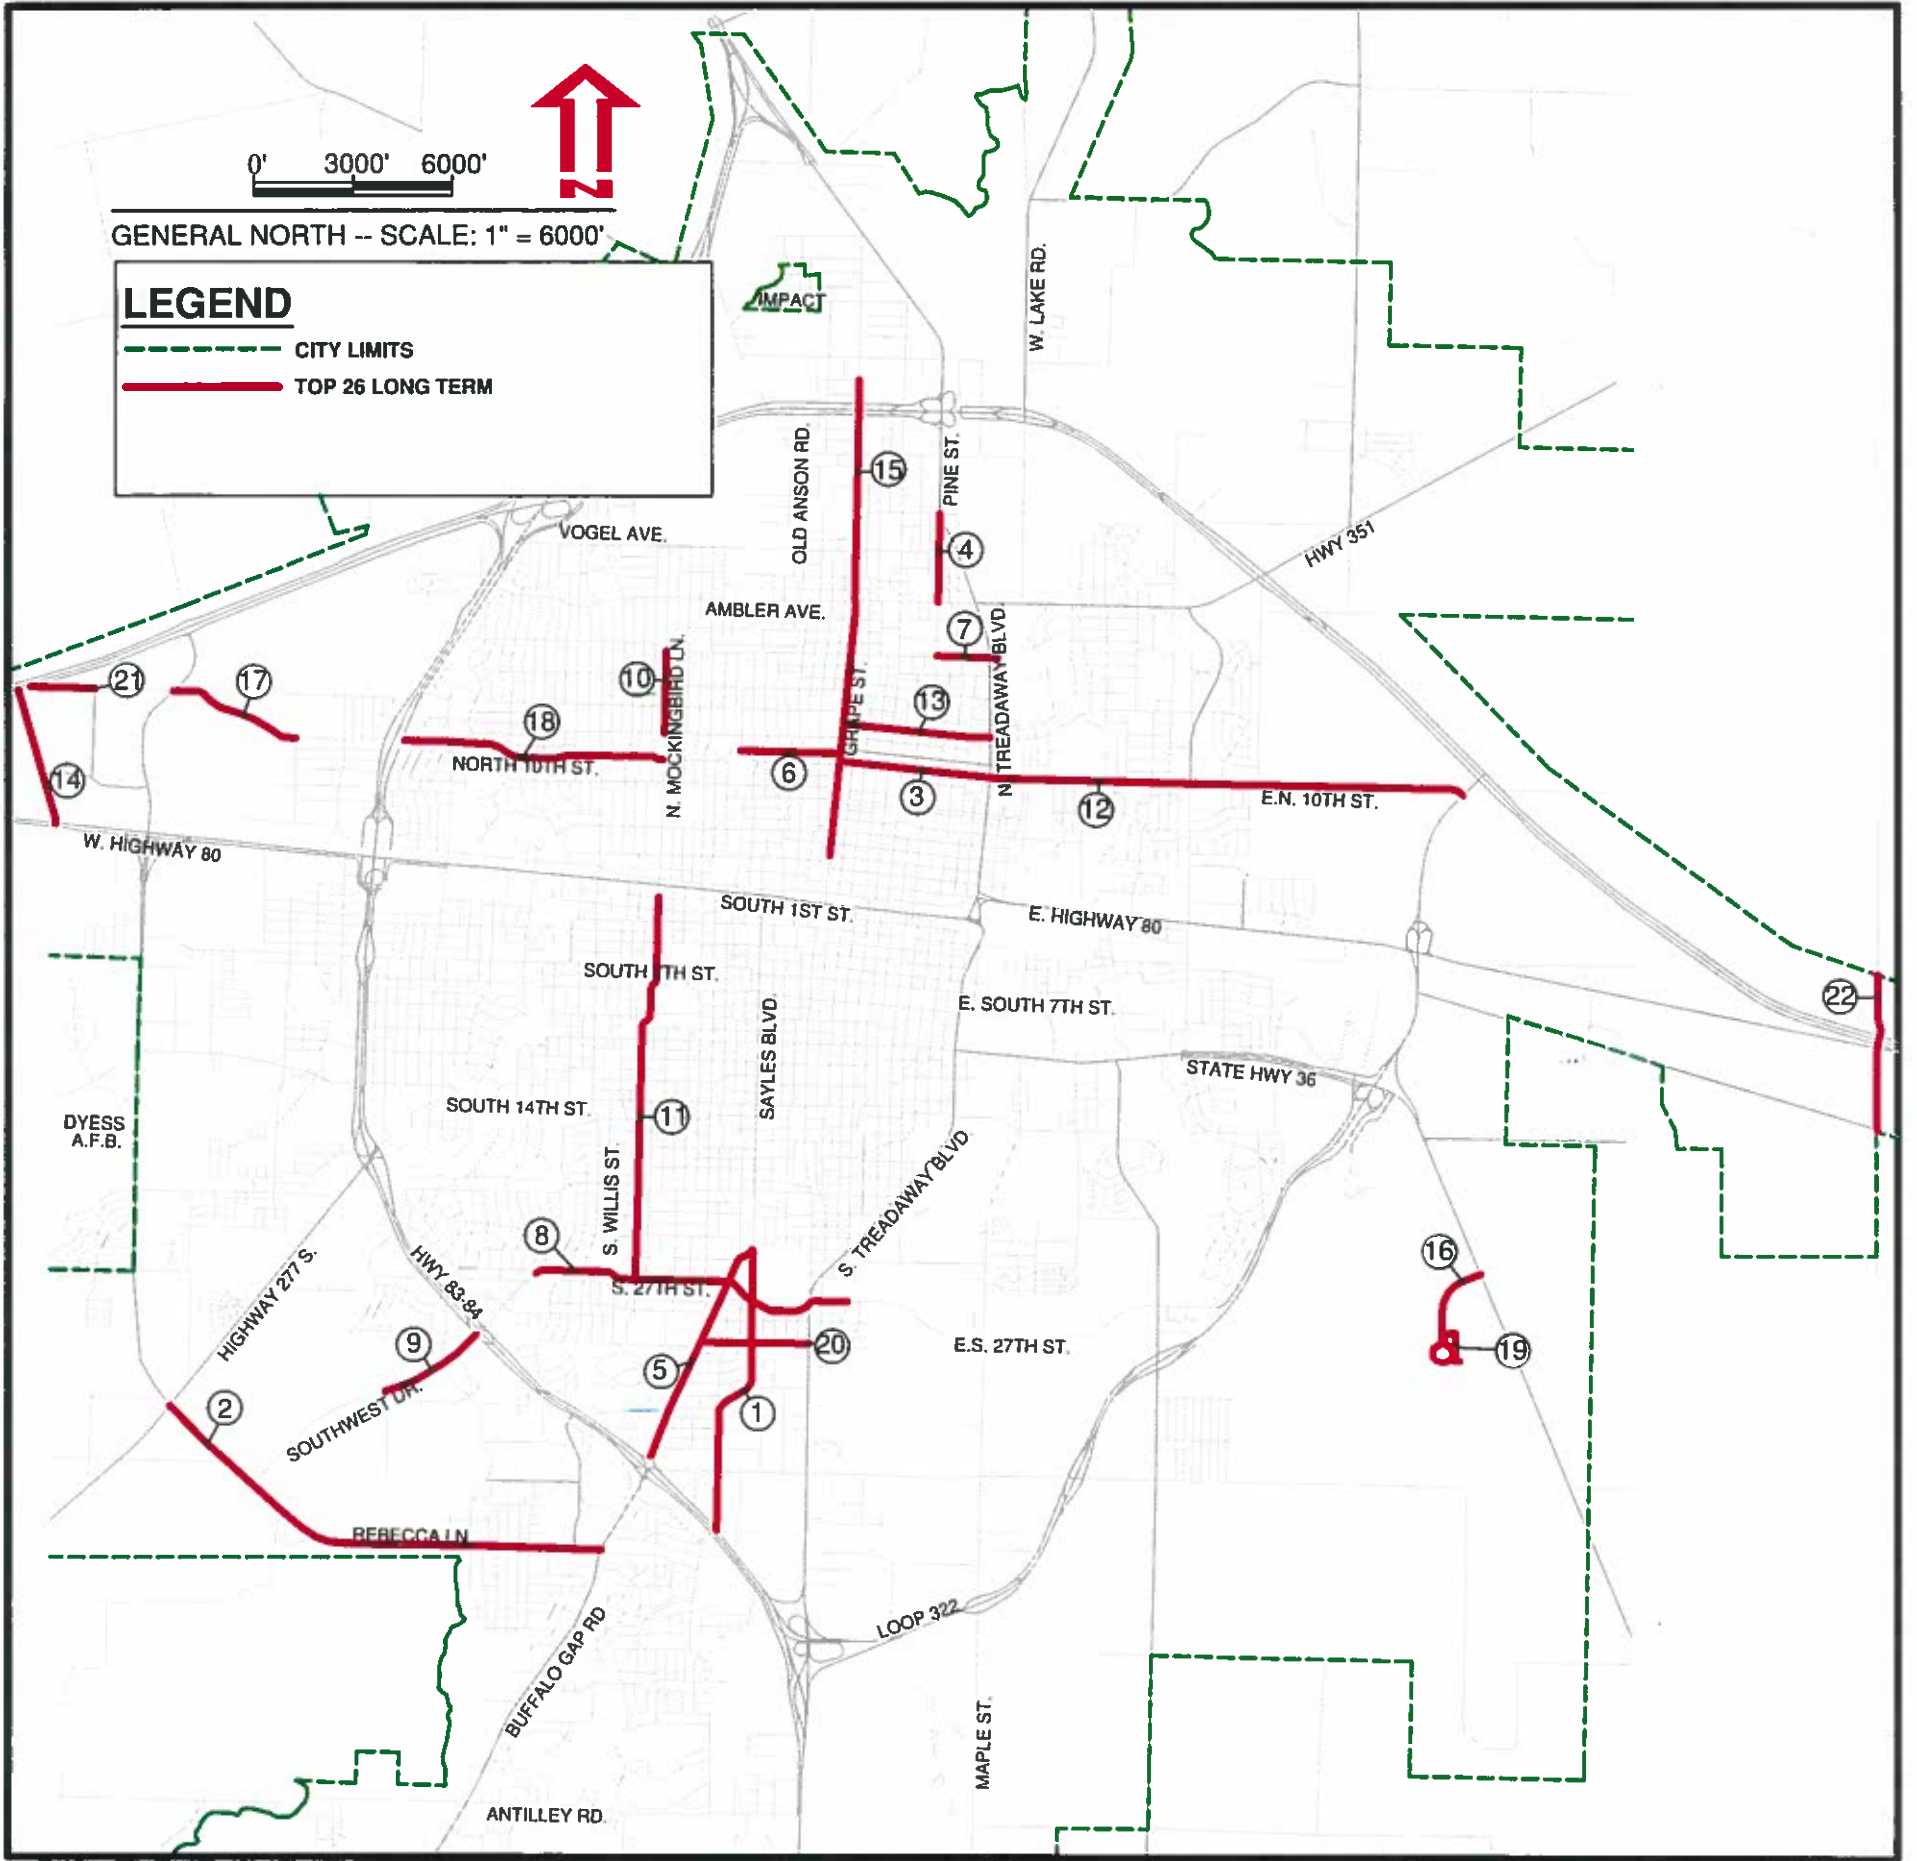 0' 3000' 6000'
N
GENERAL NORTH -- SCALE: 1" = 6000'
LEGEND
CITY LIMITS
TOP 26 LONG TERM
IMPACT
W. LAKE RD.
OLD ANSON RD.
15
PINE ST.
VOGEL AVE.
4
HWY 351
AMBLER AVE.
7
N. TREADAWAY BLVD.
21
17
10
N. MOCKINGBIRD LN.
GRAPE ST.
13
18
NORTH 10TH ST.
14
6
3
12
E.N. 10TH ST.
W. HIGHWAY 80
SOUTH 1ST ST.
E. HIGHWAY 80
SOUTH 7TH ST.
22
E. SOUTH 7TH ST.
SAYLES BLVD.
STATE HWY 36
SOUTH 14TH ST.
11
DYESS
A.F.B.
S. WILLIS ST.
S. TREADAWAY BLVD.
8
16
HIGHWAY 277 S.
HWY 83-84
S. 27TH ST.
9
20
E.S. 27TH ST.
19
5
2
1
SOUTHWEST DR.
REBECCA LN
BUFFALO GAP RD
LOOP 322
MAPLE ST.
ANTILLEY RD.